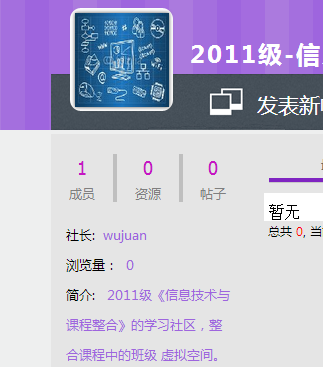 2011级-信
发表新
1 0 0
成员 资源 帖子
社长: wujuan
浏览量: 0
简介: 2011级《信息技术与
课程整合》的学习社区，整
合课程中的班级 虚拟空间。
暂无
总共 0, 当